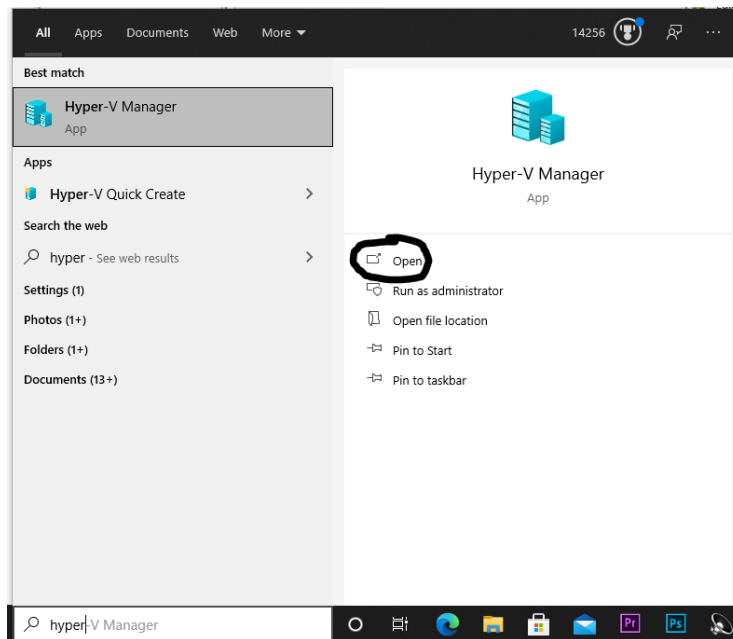 All Apps Documents Web More 14256 ...
Best match
Hyper-V Manager
App
Apps
Hyper-V Quick Create
Search the web
hyper - See web results
Settings (1)
Photos (1+)
Folders (1+)
Documents (13+)
Hyper-V Manager
App
Open
Run as administrator
Open file location
Pin to Start
Pin to taskbar
hyper-V Manager
Pr Ps